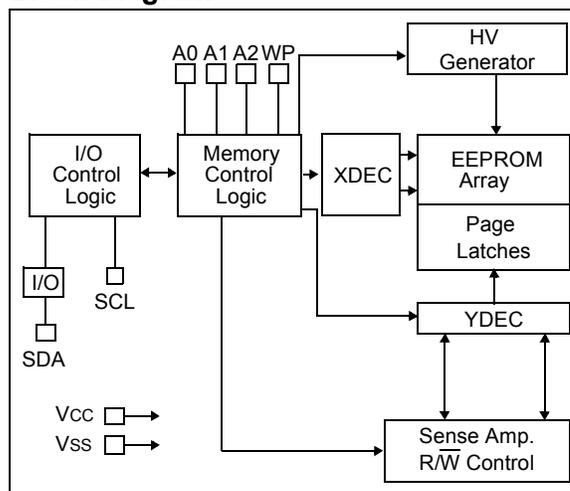 A0 A1 A2 WP
HV
Generator
I/O
Control
Logic
Memory
Control
Logic
XDEC
EEPROM
Array
Page
Latches
I/O
SCL
SDA
YDEC
VCC
VSS
Sense Amp.
R/W̅ Control